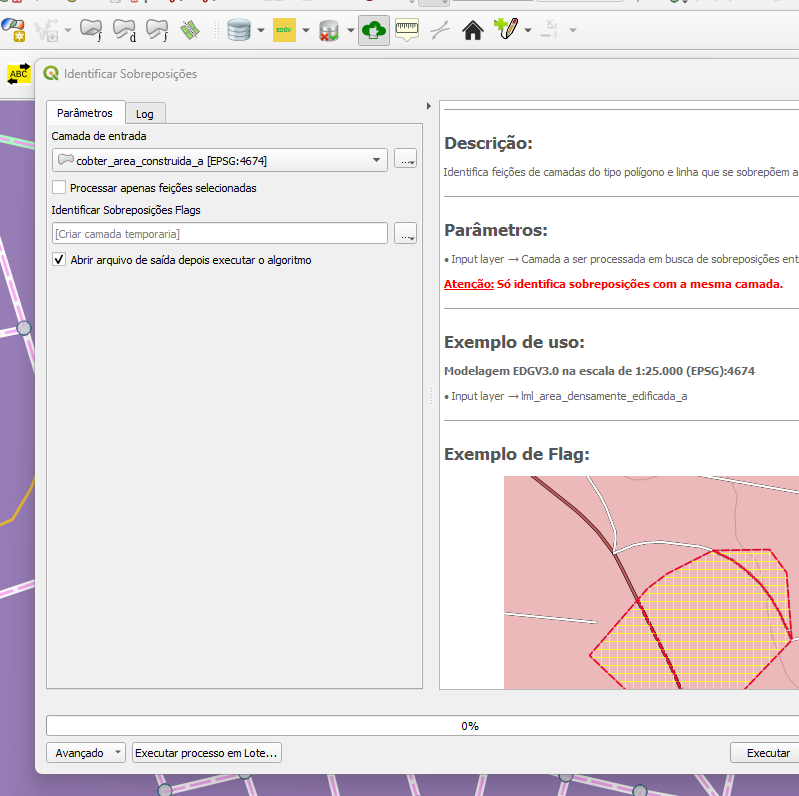 EDGV
ABC
Identificar Sobreposições
Parâmetros
Log
Camada de entrada
cobter_area_construida_a [EPSG:4674]
...
Processar apenas feições selecionadas
Identificar Sobreposições Flags
[Criar camada temporaria]
...
Abrir arquivo de saída depois executar o algoritmo
Descrição:
Identifica feições de camadas do tipo polígono e linha que se sobrepõem a
Parâmetros:
• Input layer → Camada a ser processada em busca de sobreposições ent
Atenção: Só identifica sobreposições com a mesma camada.
Exemplo de uso:
Modelagem EDGV3.0 na escala de 1:25.000 (EPSG):4674
• Input layer → lml_area_densamente_edificada_a
Exemplo de Flag:
0%
Avançado
Executar processo em Lote...
Executar